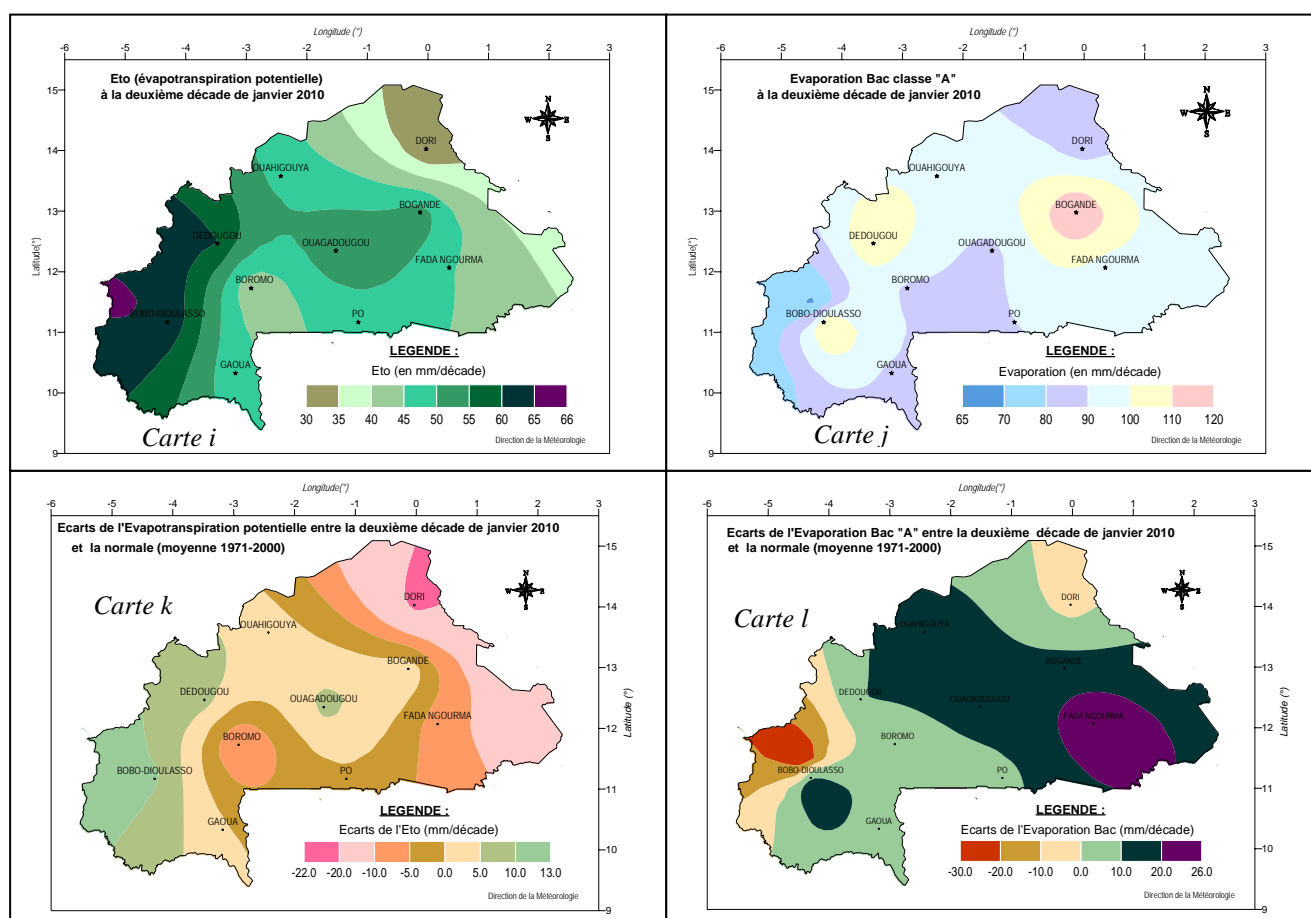 Longitude (°)
-6 -5 -4 -3 -2 -1 0 1 2 3
Eto (évapotranspiration potentielle)
à la deuxième décade de janvier 2010
N
W E
S
15
14
13
12
11
10
9
Latitude(°)
DORI
OUAHIGOUYA
BOGANDE
DEDOUGOU
OUAGADOUGOU
FADA NGOURMA
BOROMO
BOBO-DIOULASSO
PO
GAOUA
LEGENDE :
Eto (en mm/décade)
30 35 40 45 50 55 60 65 66
Carte i
Direction de la Météorologie
Longitude (°)
-6 -5 -4 -3 -2 -1 0 1 2 3
Evaporation Bac classe "A"
à la deuxième décade de janvier 2010
N
W E
S
15
14
13
12
11
10
9
Latitude(°)
DORI
OUAHIGOUYA
BOGANDE
DEDOUGOU
OUAGADOUGOU
FADA NGOURMA
BOROMO
BOBO-DIOULASSO
PO
GAOUA
LEGENDE :
Evaporation (en mm/décade)
65 70 80 90 100 110 120
Carte j
Direction de la Météorologie
Longitude(°)
-6 -5 -4 -3 -2 -1 0 1 2 3
Ecarts de l'Evapotranspiration potentielle entre la deuxième décade de janvier 2010
et la normale (moyenne 1971-2000)
N
W E
S
15
14
13
12
11
10
9
Latitude (°)
Carte k
DORI
OUAHIGOUYA
BOGANDE
DEDOUGOU
OUAGADOUGOU
FADA NGOURMA
BOROMO
BOBO-DIOULASSO
PO
GAOUA
LEGENDE :
Ecarts de l'Eto (mm/décade)
-22.0 -20.0 -10.0 -5.0 0.0 5.0 10.0 13.0
Direction de la Météorologie
Longitude(°)
-6 -5 -4 -3 -2 -1 0 1 2 3
Ecarts de l'Evaporation Bac "A" entre la deuxième décade de janvier 2010
et la normale (moyenne 1971-2000)
N
W E
S
15
14
13
12
11
10
9
Latitude (°)
Carte l
DORI
OUAHIGOUYA
BOGANDE
DEDOUGOU
OUAGADOUGOU
FADA NGOURMA
BOROMO
BOBO-DIOULASSO
PO
GAOUA
LEGENDE :
Ecarts de l'Evaporation Bac (mm/décade)
-30.0 -20.0 -10.0 0.0 10.0 20.0 26.0
Direction de la Météorologie